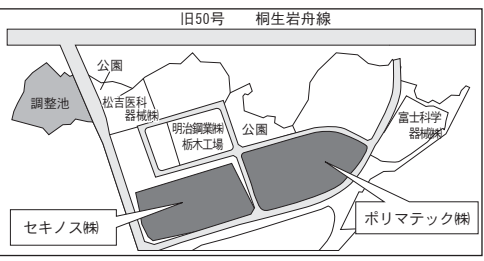 旧50号　桐生岩舟線
公園
調整池
松吉医科
器械㈱
明治鋼業㈱
栃木工場
公園
富士科学
器械㈱
セキノス㈱
ポリマテック㈱